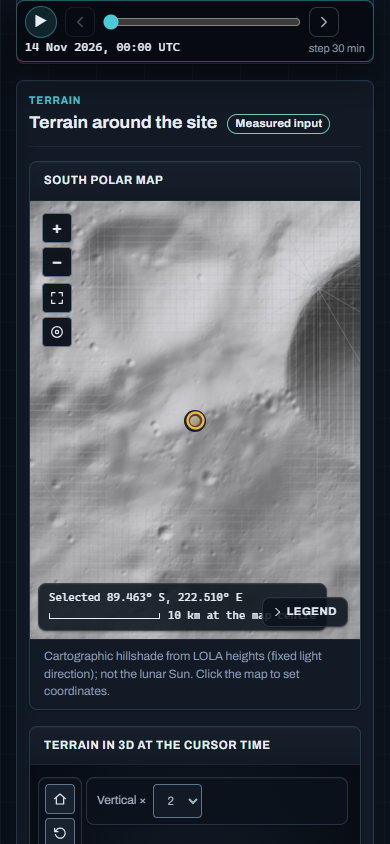 14 Nov 2026, 00:00 UTC
step 30 min
TERRAIN
Terrain around the site
Measured input
SOUTH POLAR MAP
Selected 89.463° S, 222.510° E
10 km at the map centre
LEGEND
Cartographic hillshade from LOLA heights (fixed light
direction); not the lunar Sun. Click the map to set
coordinates.
TERRAIN IN 3D AT THE CURSOR TIME
Vertical ×
2